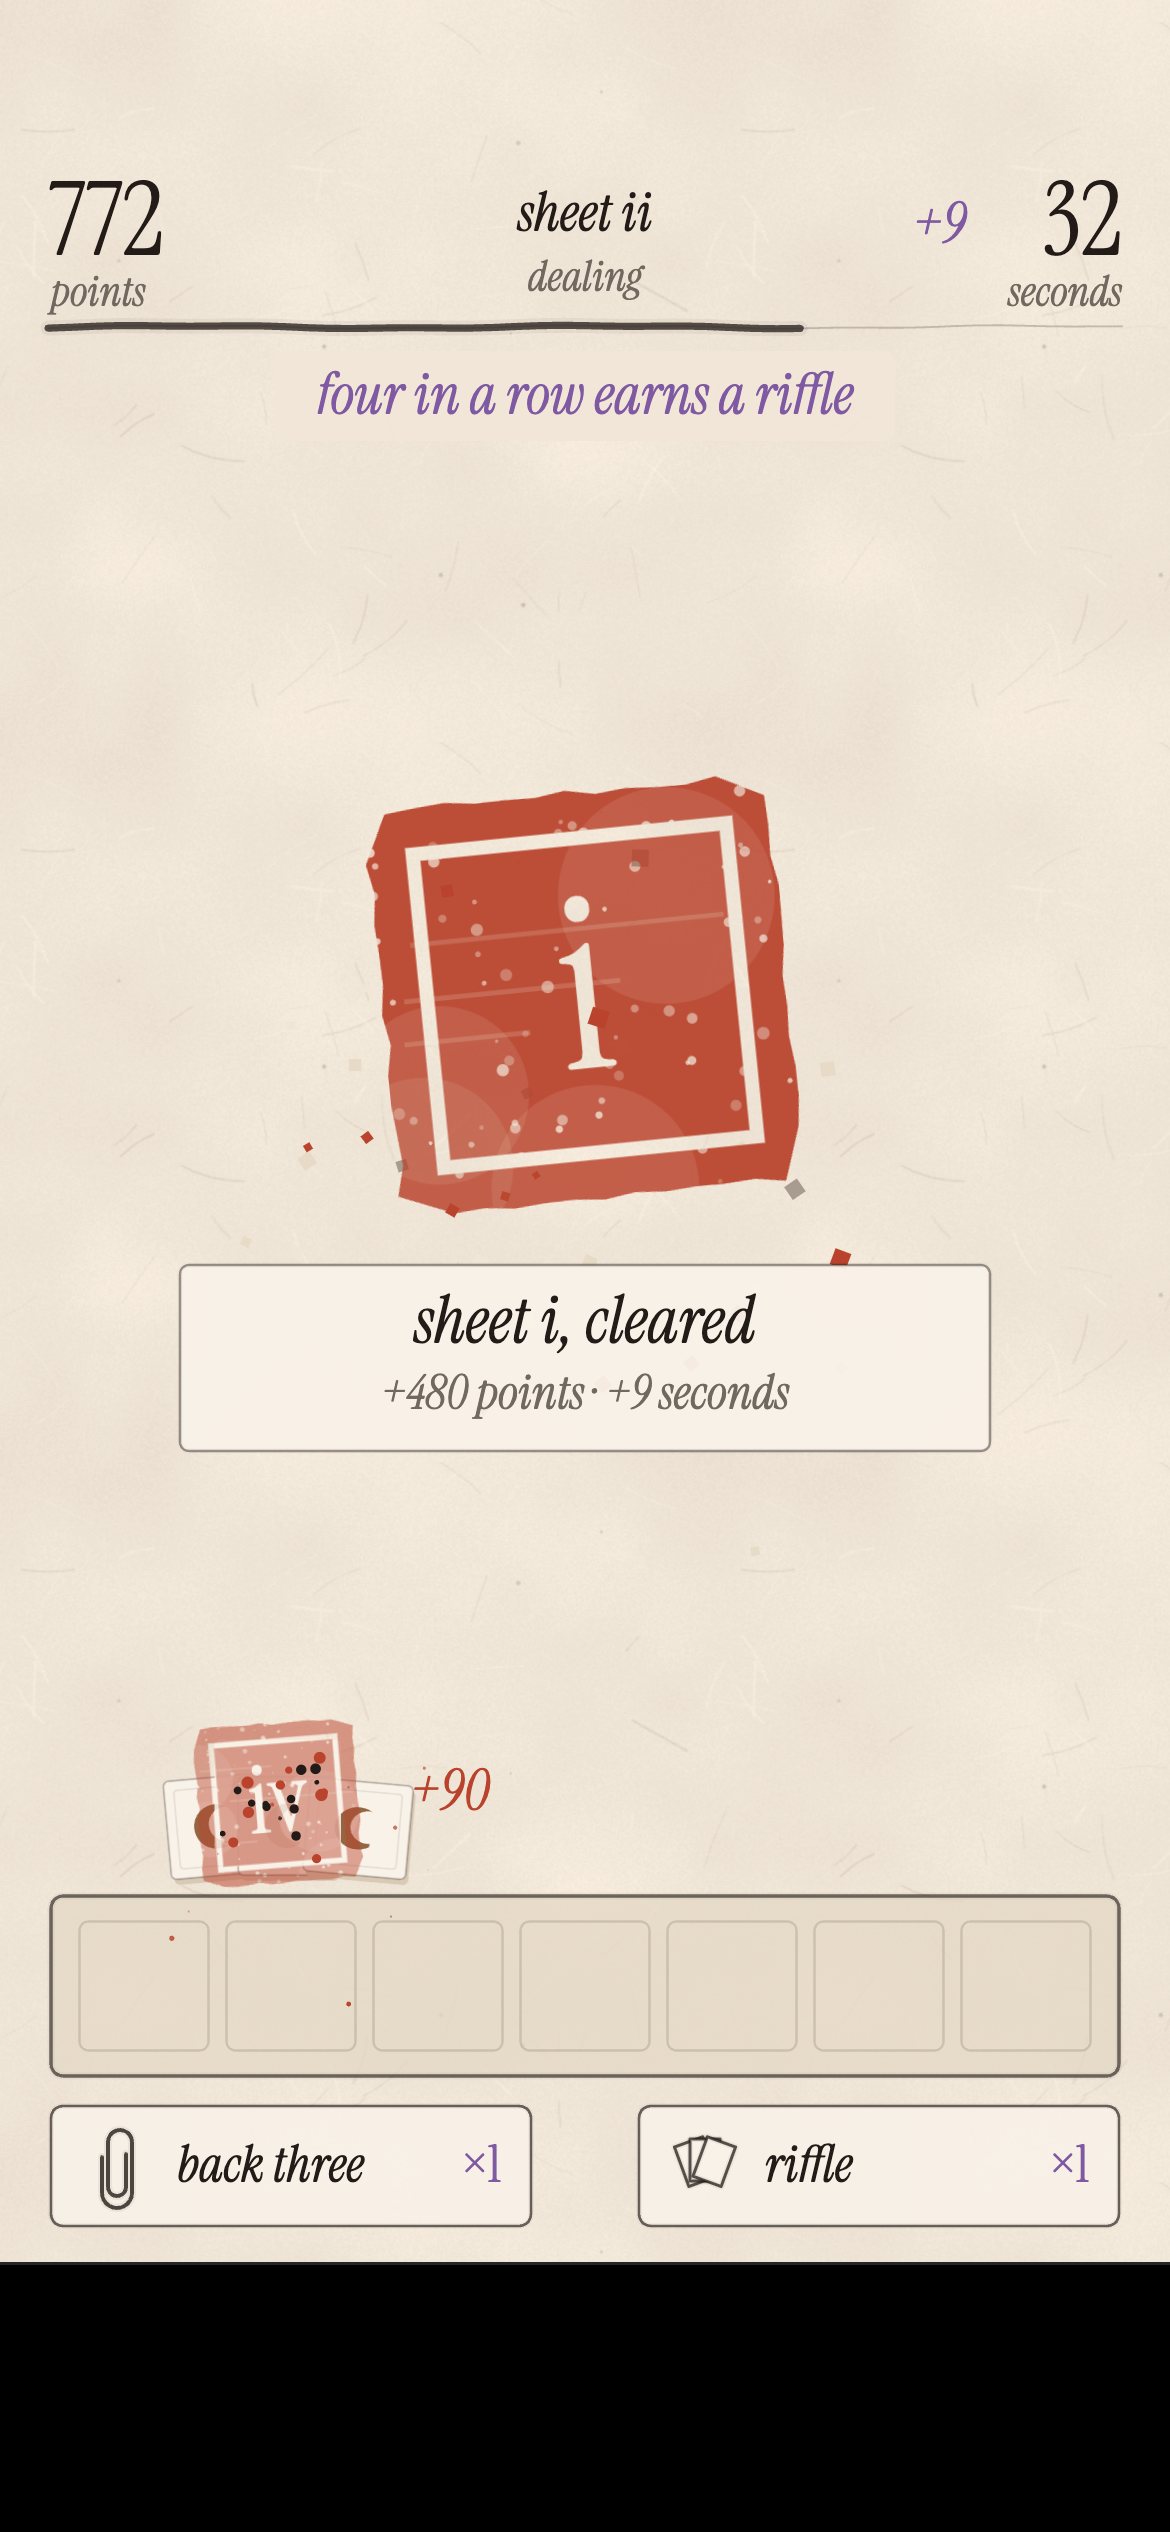 772
points
sheet ii
dealing
+9
32
seconds
four in a row earns a riffle
i
sheet i, cleared
+480 points · +9 seconds
iv
+90
back three
×1
riffle
×1